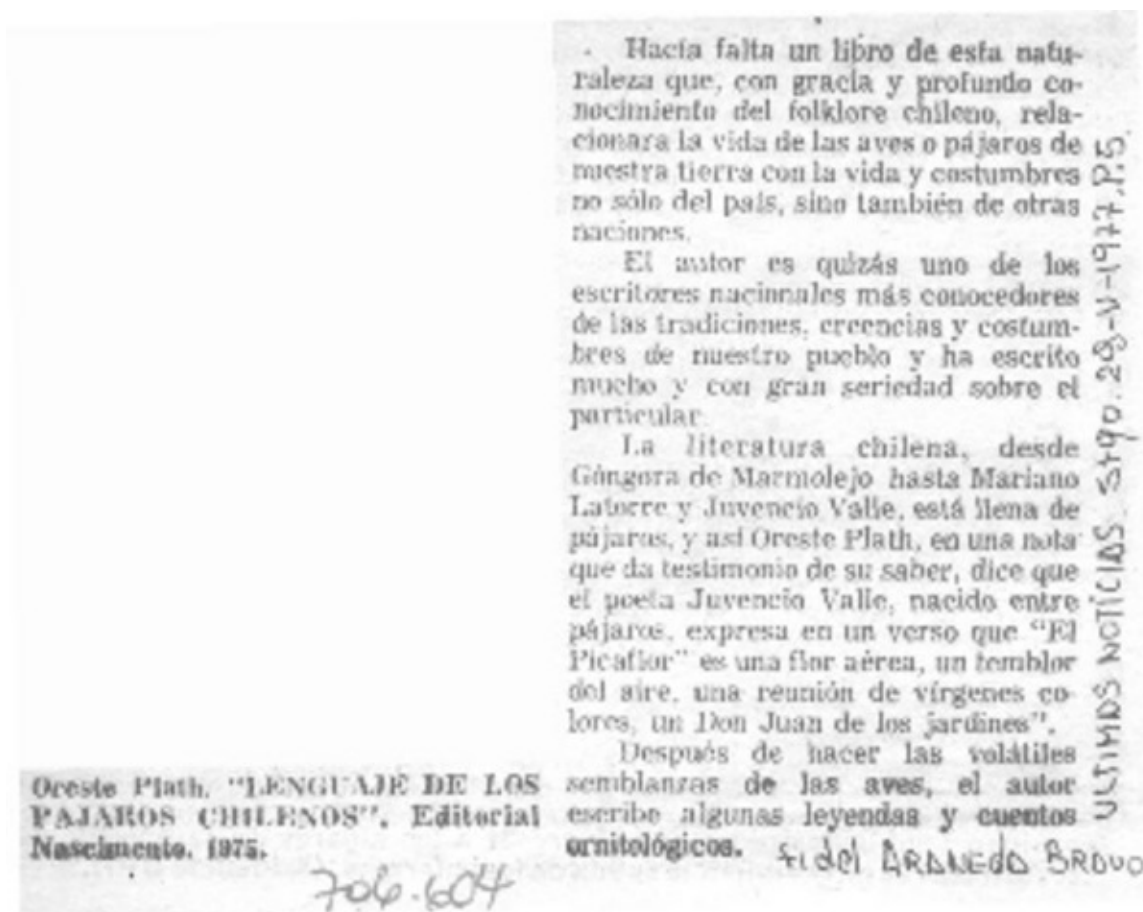 Oreste Plath. "LENGUAJE DE LOS
PAJAROS CHILENOS". Editorial
Nascimento. 1975.
Hacía falta un libro de esta natu-
raleza que, con gracia y profundo co-
nocimiento del folklore chileno, rela-
cionara la vida de las aves o pájaros de
nuestra tierra con la vida y costumbres
no sólo del país, sino también de otras
naciones.
El autor es quizás uno de los
escritores nacionales más conocedores
de las tradiciones, creencias y costum-
bres de nuestro pueblo y ha escrito
mucho y con gran seriedad sobre el
particular.
La literatura chilena, desde
Góngora de Marmolejo hasta Mariano
Latorre y Juvencio Valle, está llena de
pájaros, y así Oreste Plath, en una nota
que da testimonio de su saber, dice que
el poeta Juvencio Valle, nacido entre
pájaros, expresa en un verso que "El
Picaflor" es una flor aérea, un temblor
del aire, una reunión de vírgenes co-
lores, un Don Juan de los jardines".
Después de hacer las volátiles
semblanzas de las aves, el autor
escribe algunas leyendas y cuentos
ornitológicos.
Fidel ARANEDA BRAVO
ULTIMAS NOTICIAS. Stgo. 28-V-1977. P.5.
706.604